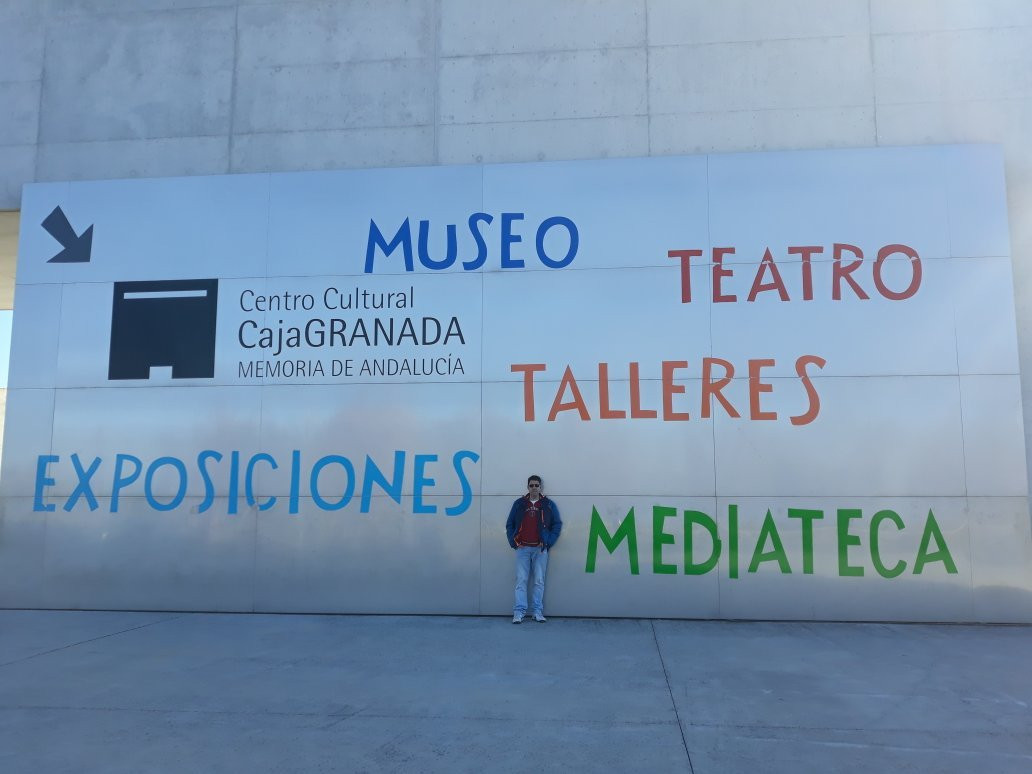 MUSEO
TEATRO
Centro Cultural
CajaGRANADA
MEMORIA DE ANDALUCÍA
TALLERES
EXPOSICIONES
MEDIATECA